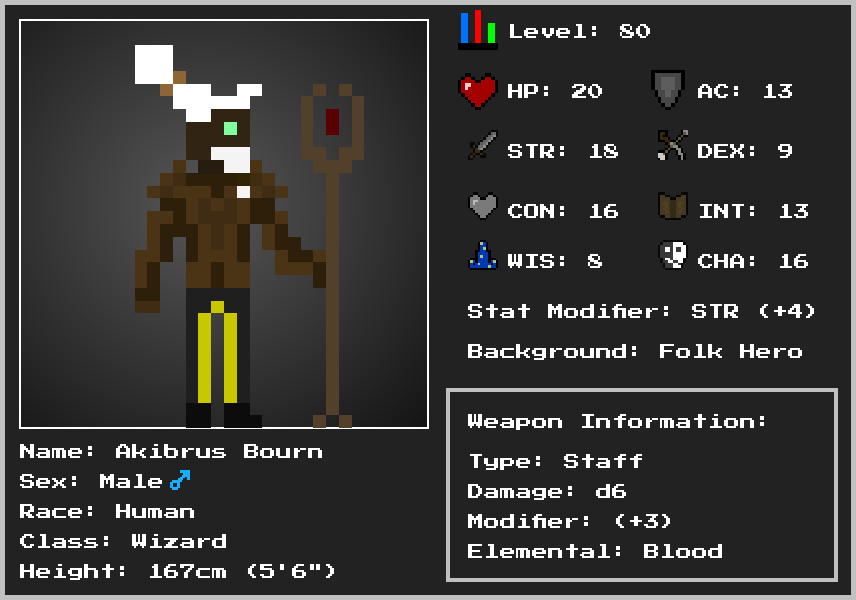 Level: 80
HP: 20
AC: 13
STR: 18
DEX: 9
CON: 16
INT: 13
WIS: 8
CHA: 16
Stat Modifier: STR (+4)
Background: Folk Hero
Weapon Information:
Type: Staff
Damage: d6
Modifier: (+3)
Elemental: Blood
Name: Akibrus Bourn
Sex: Male♂
Race: Human
Class: Wizard
Height: 167cm (5'6")